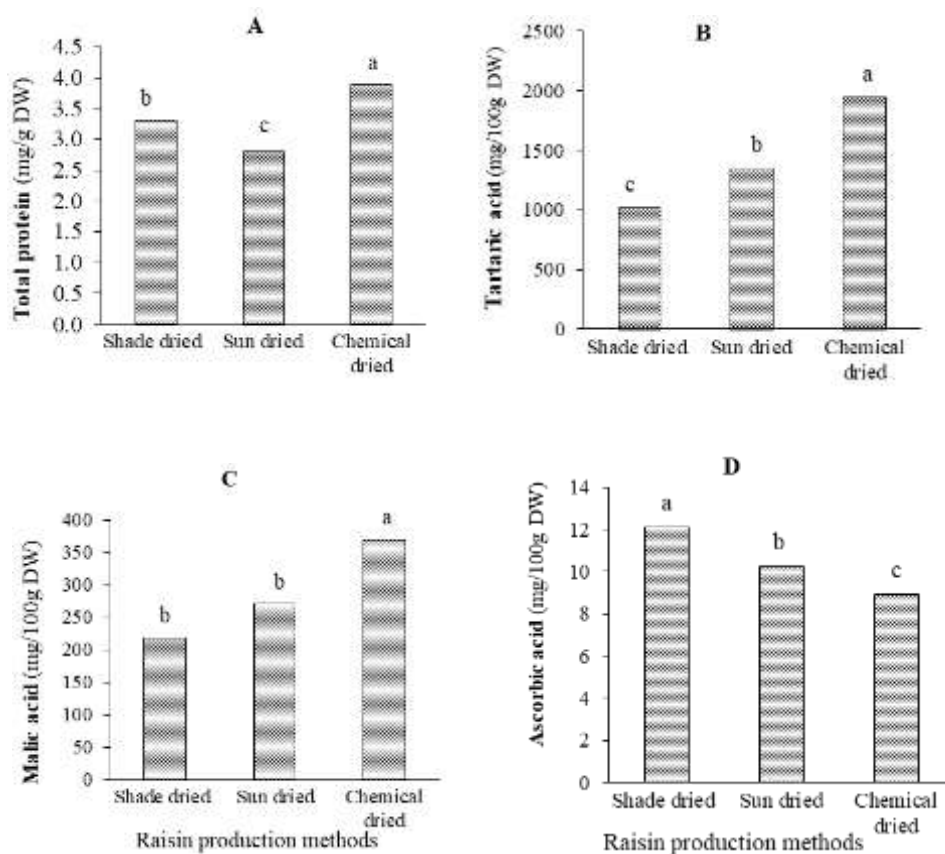 A
Total protein (mg/g DW)
4.5
4.0
3.5
3.0
2.5
2.0
1.5
1.0
0.5
0.0
b
c
a
Shade dried Sun dried Chemical
dried
B
Tartaric acid (mg/100g DW)
2500
2000
1500
1000
500
0
c
b
a
Shade dried Sun dried Chemical
dried
C
Malic acid (mg/100g DW)
400
350
300
250
200
150
100
50
0
b
b
a
Shade dried Sun dried Chemical
dried
Raisin production methods
D
Ascorbic acid (mg/100g DW)
14
12
10
8
6
4
2
0
a
b
c
Shade dried Sun dried Chemical
dried
Raisin production methods